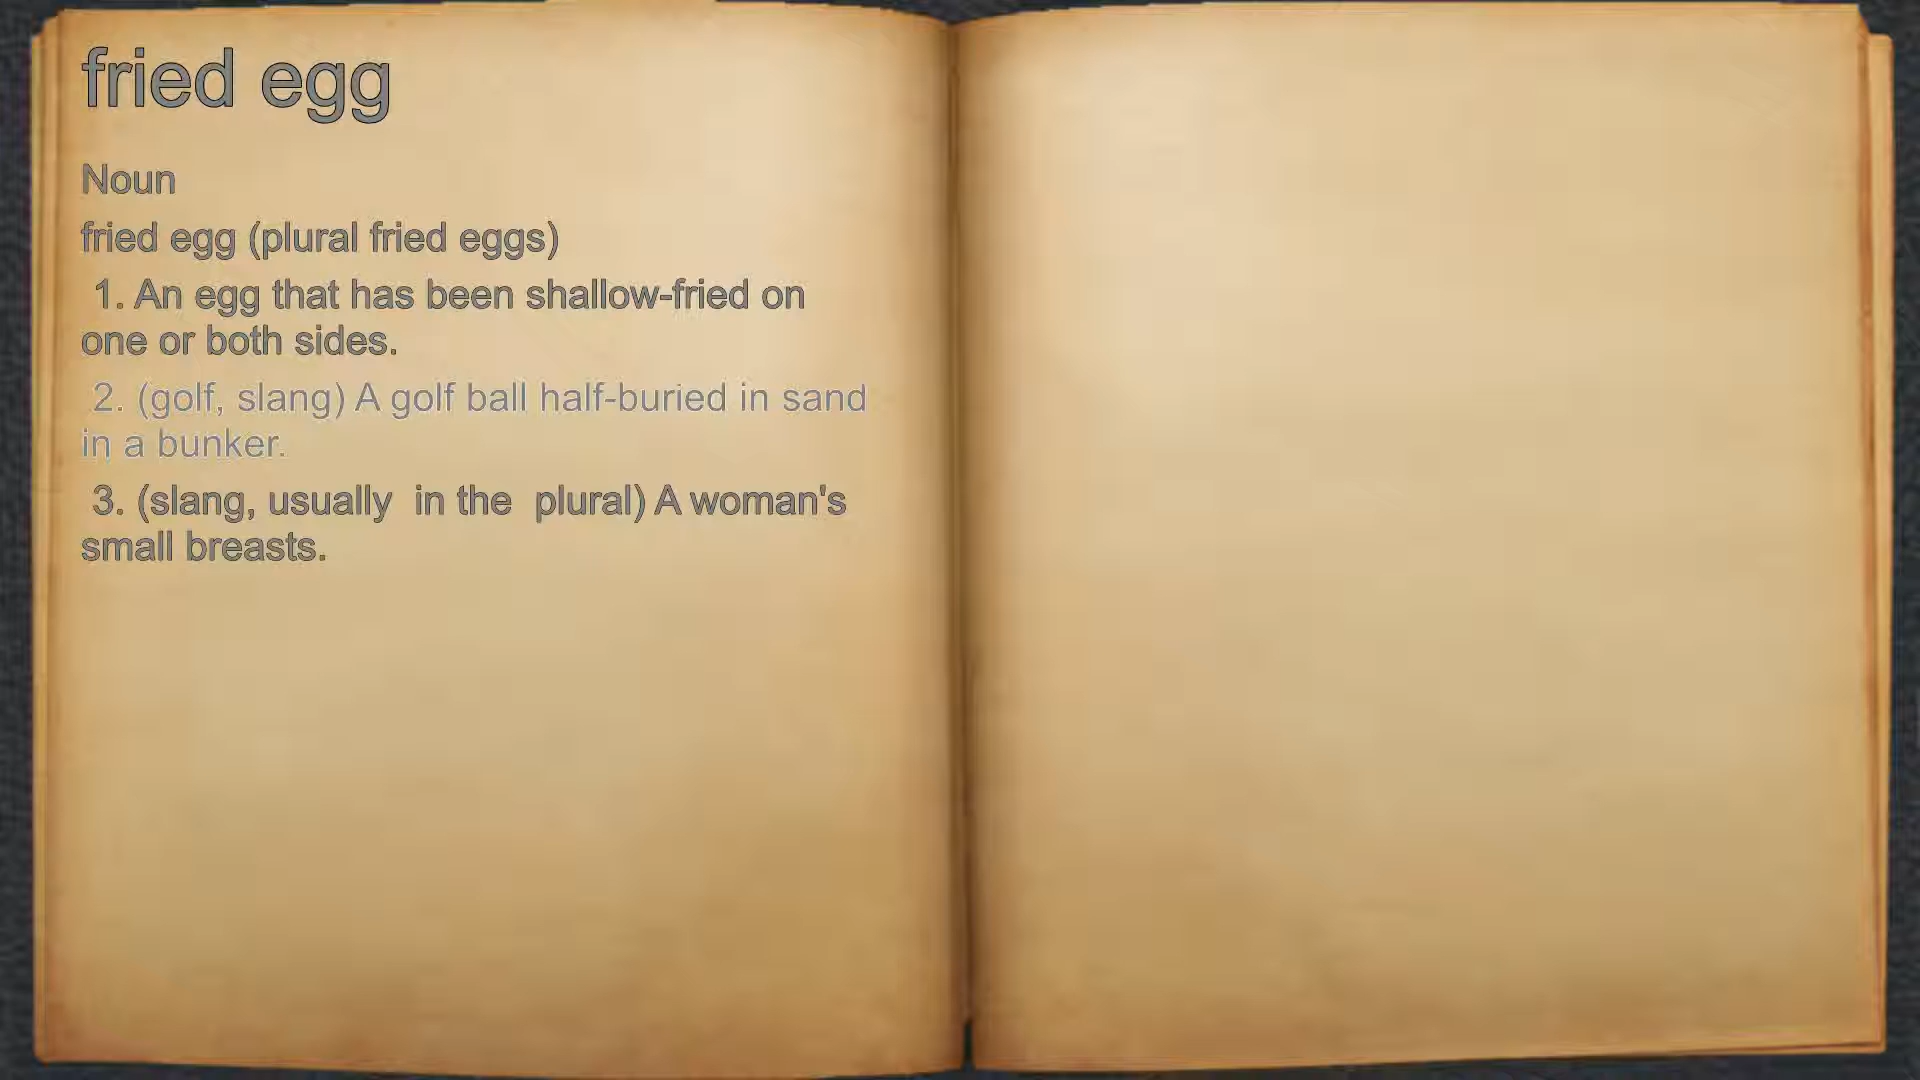 fried egg
Noun
fried egg (plural fried eggs)
1. An egg that has been shallow-fried on
one or both sides.
2. (golf, slang) A golf ball half-buried in sand
in a bunker.
3. (slang, usually in the plural) A woman's
small breasts.